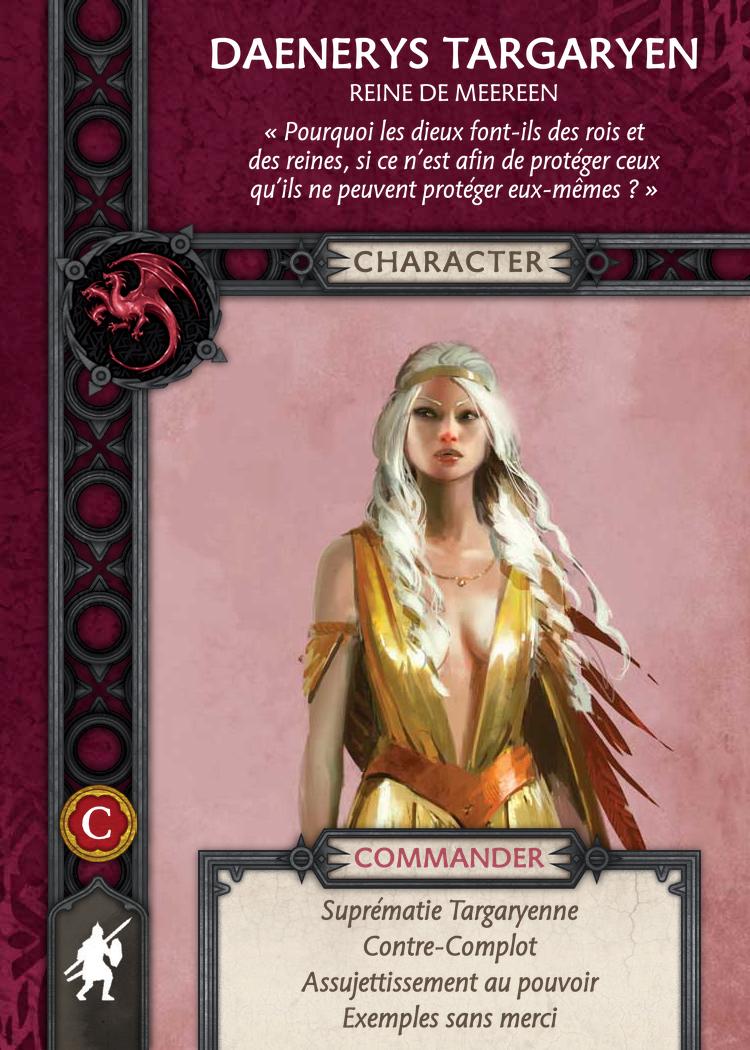 DAENERYS TARGARYEN
REINE DE MEEREEN
« Pourquoi les dieux font-ils des rois et
des reines, si ce n'est afin de protéger ceux
qu'ils ne peuvent protéger eux-mêmes ? »
CHARACTER
C
COMMANDER
Suprématie Targaryenne
Contre-Complot
Assujettissement au pouvoir
Exemples sans merci